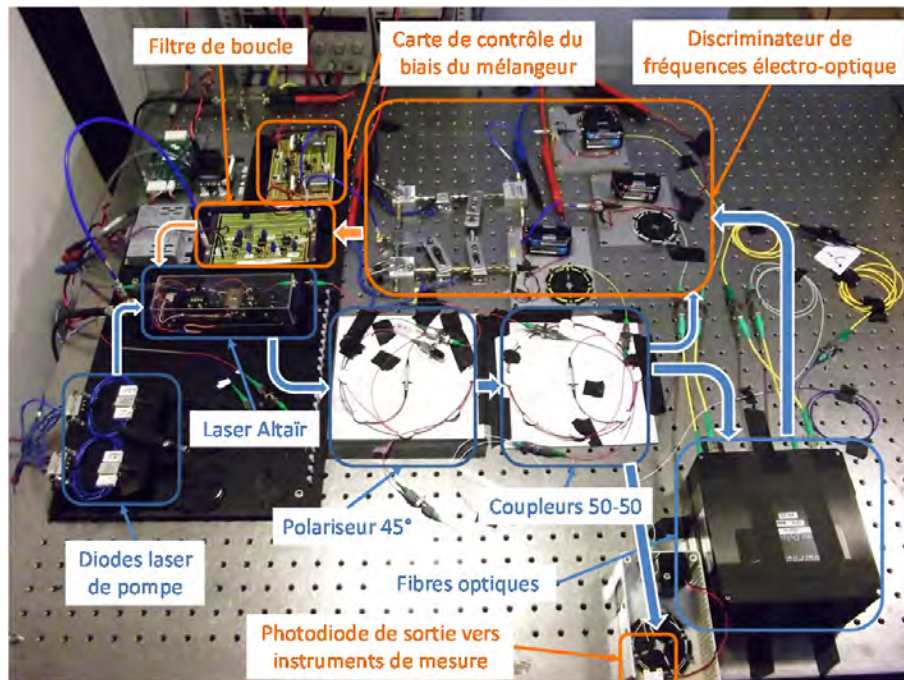 Filtre de boucle
Carte de contrôle du
biais du mélangeur
Discriminateur de
fréquences électro-optique
Laser Altaïr
Polariseur 45°
Coupleurs 50-50
Diodes laser
de pompe
Fibres optiques
Photodiode de sortie vers
instruments de mesure